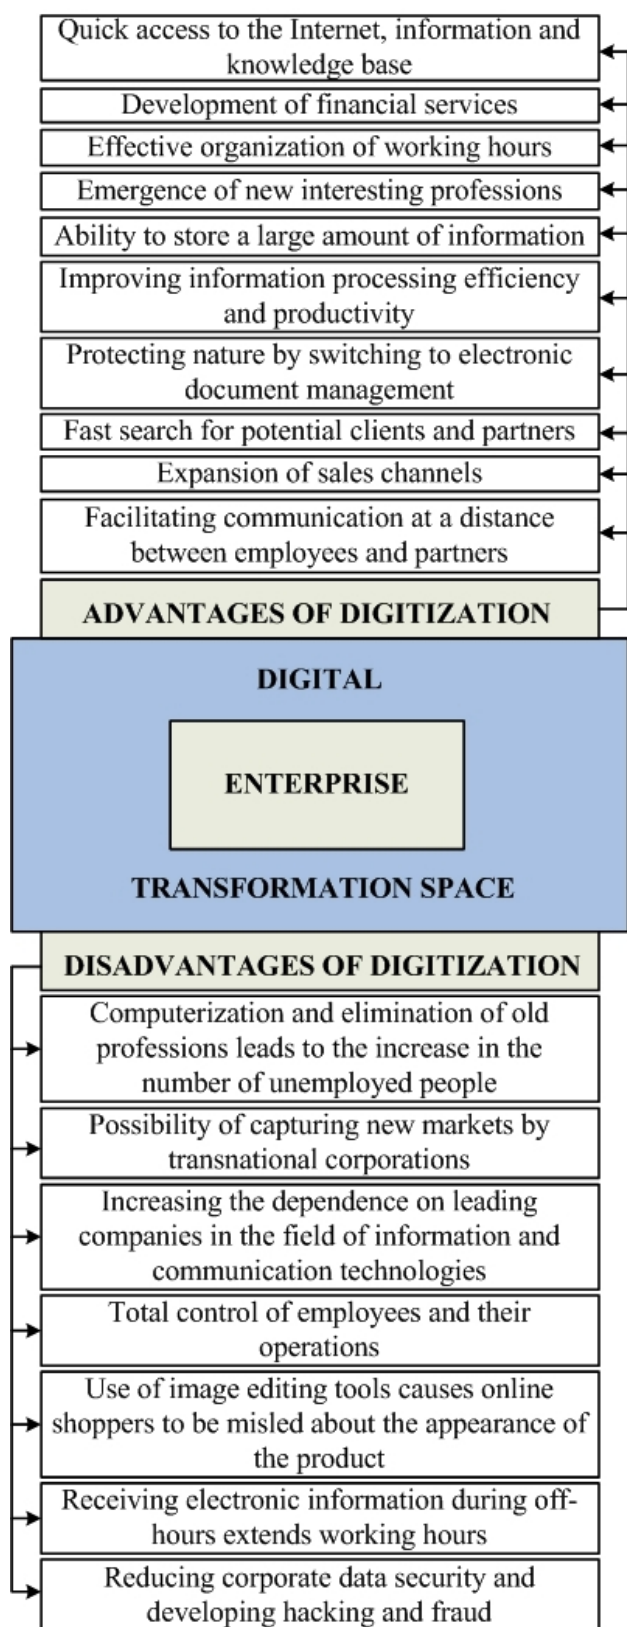 Quick access to the Internet, information and
knowledge base
Development of financial services
Effective organization of working hours
Emergence of new interesting professions
Ability to store a large amount of information
Improving information processing efficiency
and productivity
Protecting nature by switching to electronic
document management
Fast search for potential clients and partners
Expansion of sales channels
Facilitating communication at a distance
between employees and partners
ADVANTAGES OF DIGITIZATION
DIGITAL
ENTERPRISE
TRANSFORMATION SPACE
DISADVANTAGES OF DIGITIZATION
Computerization and elimination of old
professions leads to the increase in the
number of unemployed people
Possibility of capturing new markets by
transnational corporations
Increasing the dependence on leading
companies in the field of information and
communication technologies
Total control of employees and their
operations
Use of image editing tools causes online
shoppers to be misled about the appearance of
the product
Receiving electronic information during off-
hours extends working hours
Reducing corporate data security and
developing hacking and fraud